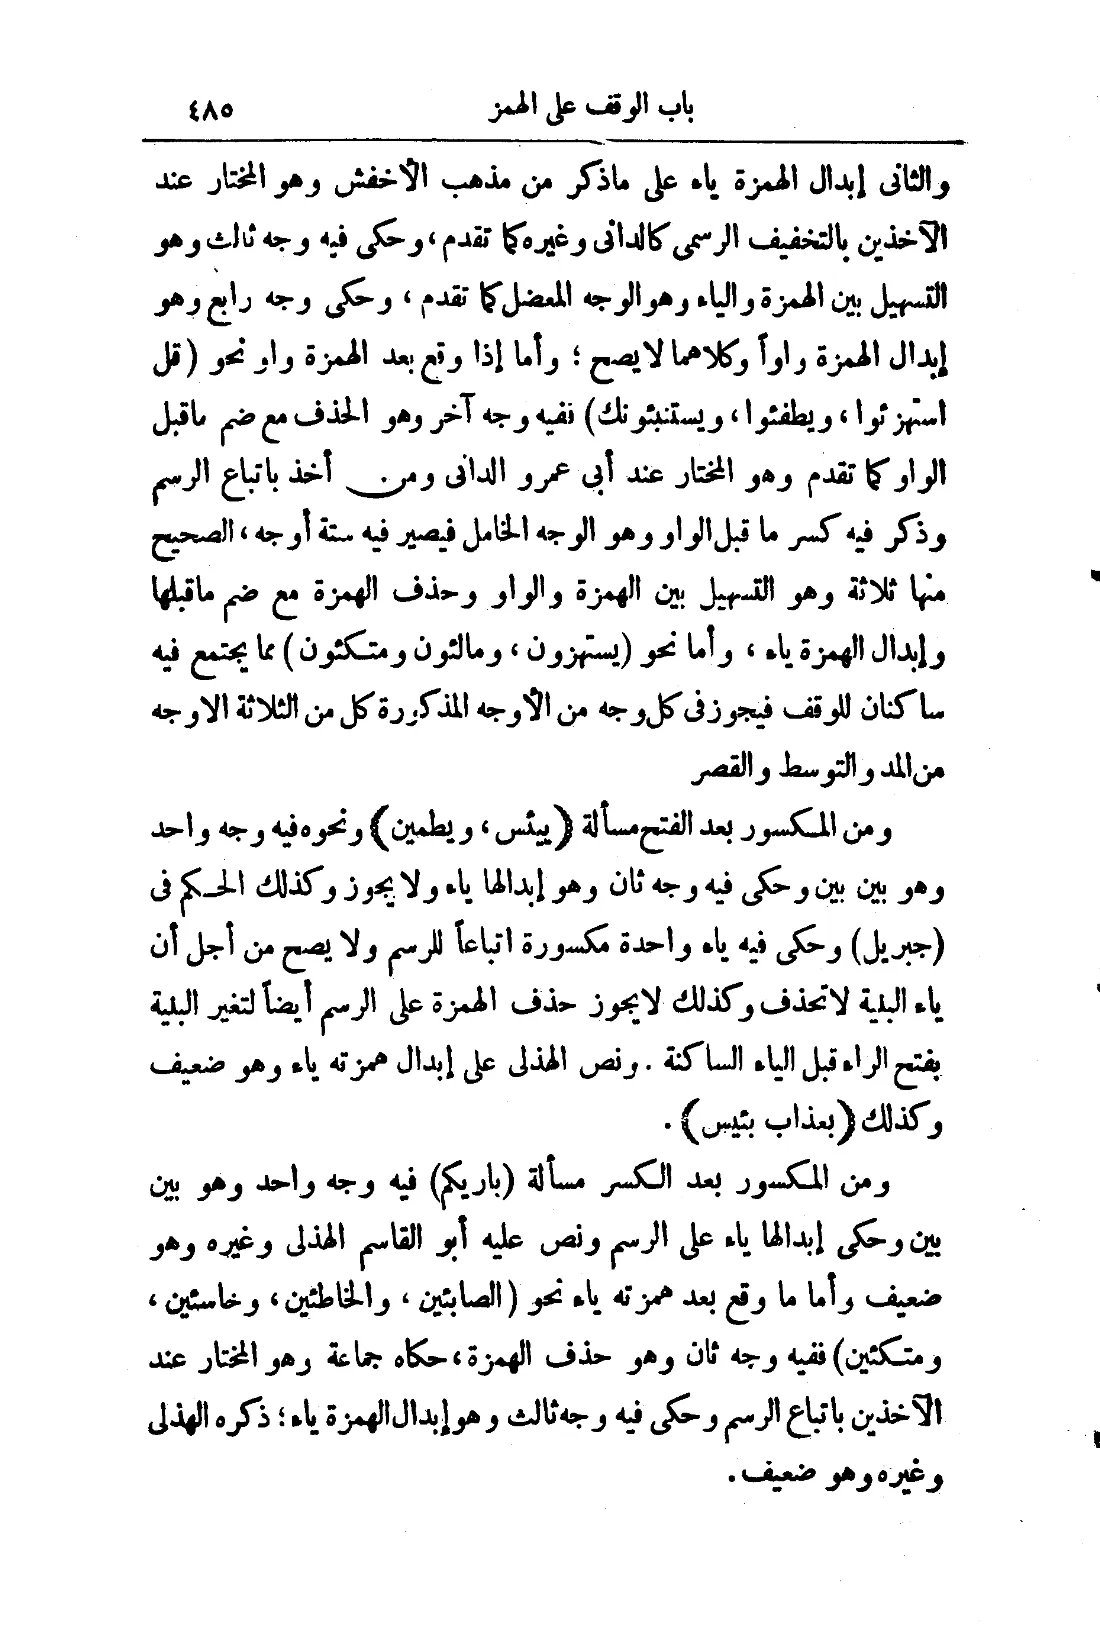 باب الوقف على الهمز ٤٨٥
والثانى إبدال الهمزة ياء على ماذكر من مذهب الأخفش وهو المختار عند
الآخذين بالتخفيف الرسمى كالدانى وغيره كما تقدم، وحكى فيه وجه ثالث وهو
التسهيل بين الهمزة والياء وهو الوجه المعضل كما تقدم، وحكى وجه رابع وهو
إبدال الهمزة واواً وكلاهما لا يصح؛ وأما إذا وقع بعد الهمزة واو نحو (قل
استهزئوا، ويطفئوا، ويستنبئونك) نفيه وجه آخر وهو الحذف مع ضم ماقبل
الواو كما تقدم وهو المختار عند أبى عمرو الدانى ومن أخذ باتباع الرسم
وذكر فيه كسر ما قبل الواو وهو الوجه الخامل فيصير فيه ستة أوجه، الصحيح
منها ثلاثة وهو التسهيل بين الهمزة والواو وحذف الهمزة مع ضم ماقبلها
وإبدال الهمزة ياء، وأما نحو (يستهزون، ومالئون ومتكئون) مما يجتمع فيه
ساكنان للوقف فيجوز فى كل وجه من الأوجه المذكورة كل من الثلاثة الاوجه
من المد والتوسط والقصر
ومن المكسور بعد الفتح مسألة (يبئس، ويطمين) ونحوه فيه وجه واحد
وهو بين بين وحكى فيه وجه ثان وهو إبدالها ياء ولا يجوز وكذلك الحكم فى
(جبريل) وحكى فيه ياء واحدة مكسورة اتباعاً للرسم ولا يصح من أجل أن
ياء البلية لاتحذف وكذلك لايجوز حذف الهمزة على الرسم أيضاً لتغير البلية
بفتح الراء قبل الياء الساكنة . ونص الهذلى على إبدال همزته ياء وهو ضعيف
وكذلك (بعذاب بئيس) .
ومن المكسور بعد الكسر مسألة (باريكم) فيه وجه واحد وهو بين
بين وحكى إبدالها ياء على الرسم ونص عليه أبو القاسم الهذلى وغيره وهو
ضعيف وأما ما وقع بعد همزته ياء نحو (الصابئين، والخاطئين، وخاسئين،
ومتكئين) نفيه وجه ثان وهو حذف الهمزة، حكاه جماعة وهو المختار عند
الآخذين باتباع الرسم وحكى فيه وجه ثالث وهو إبدال الهمزة ياء؛ ذكره الهذلى
وغيره وهو ضعيف .